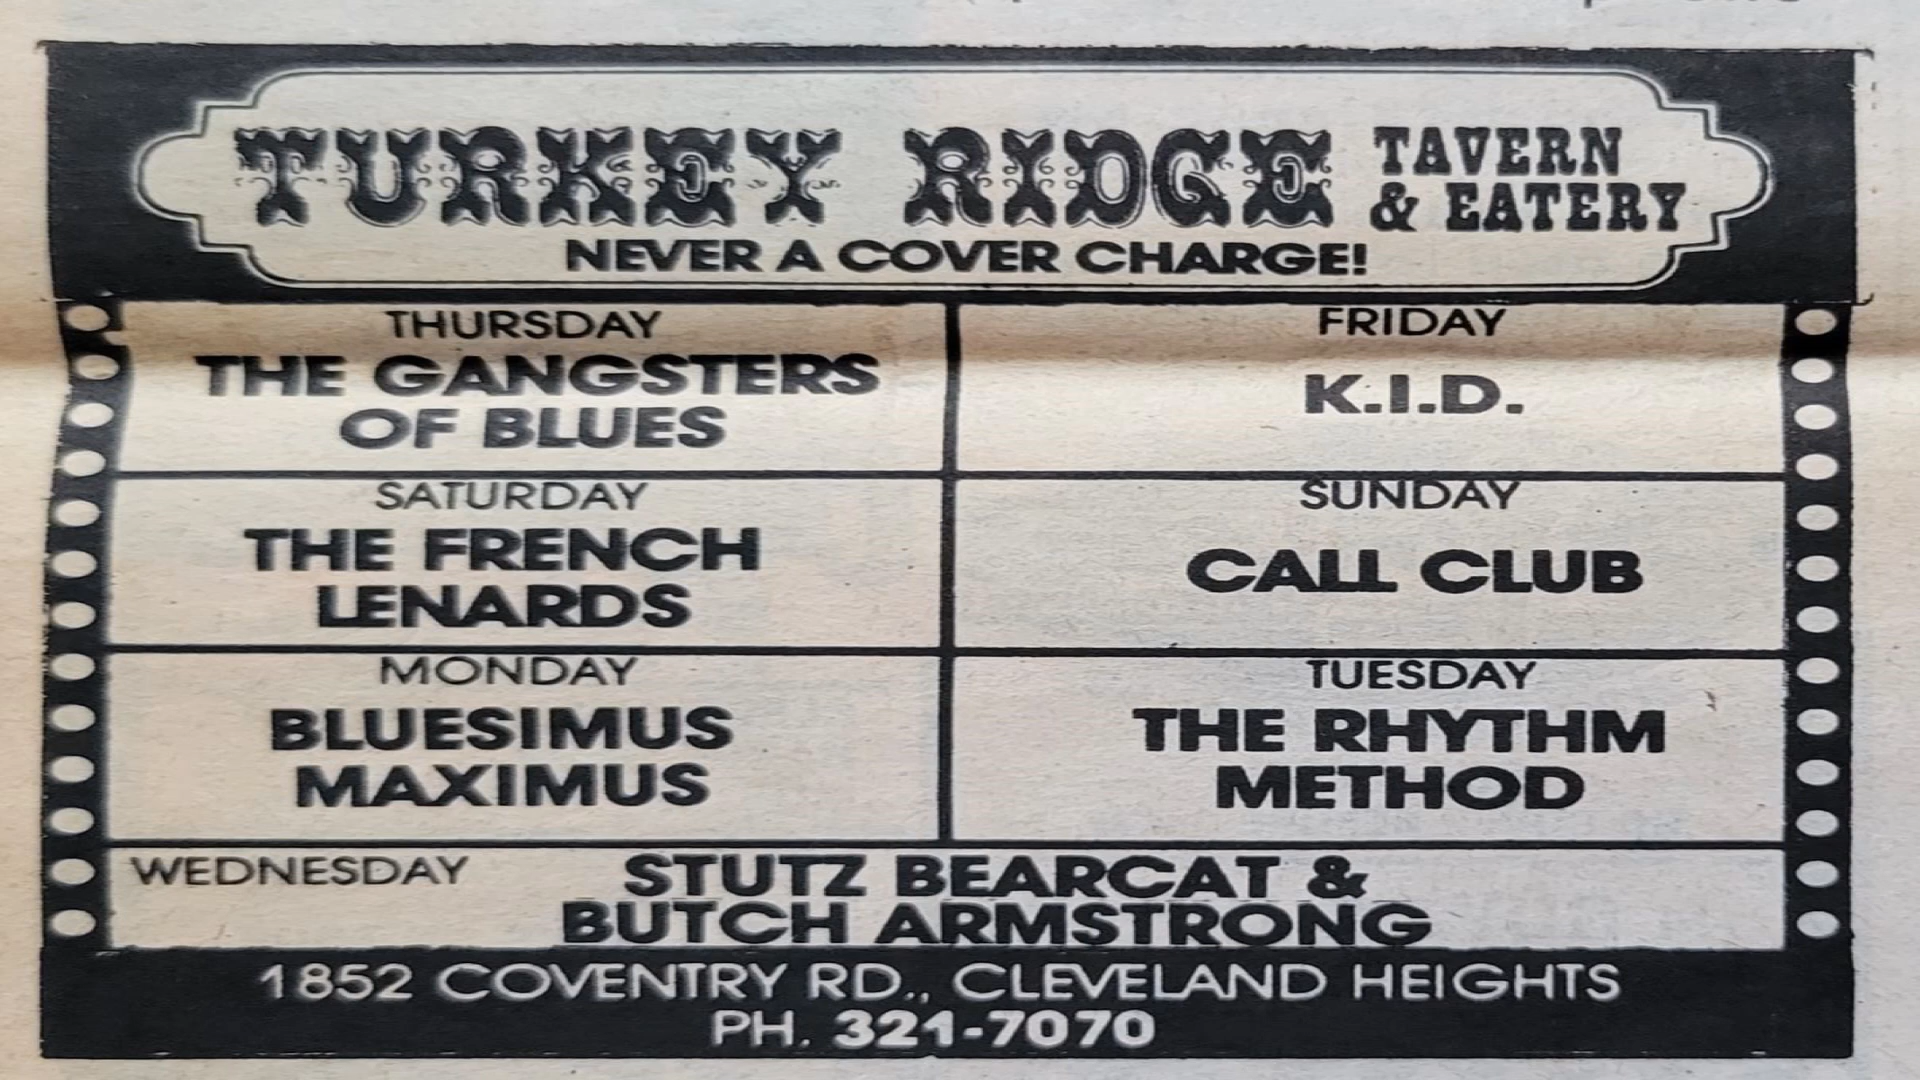 TURKEY RIDGE TAVERN & EATERY
NEVER A COVER CHARGE!
THURSDAY
THE GANGSTERS
OF BLUES
FRIDAY
K.I.D.
SATURDAY
THE FRENCH
LENARDS
SUNDAY
CALL CLUB
MONDAY
BLUESIMUS
MAXIMUS
TUESDAY
THE RHYTHM
METHOD
WEDNESDAY
STUTZ BEARCAT &
BUTCH ARMSTRONG
1852 COVENTRY RD., CLEVELAND HEIGHTS
PH. 321-7070